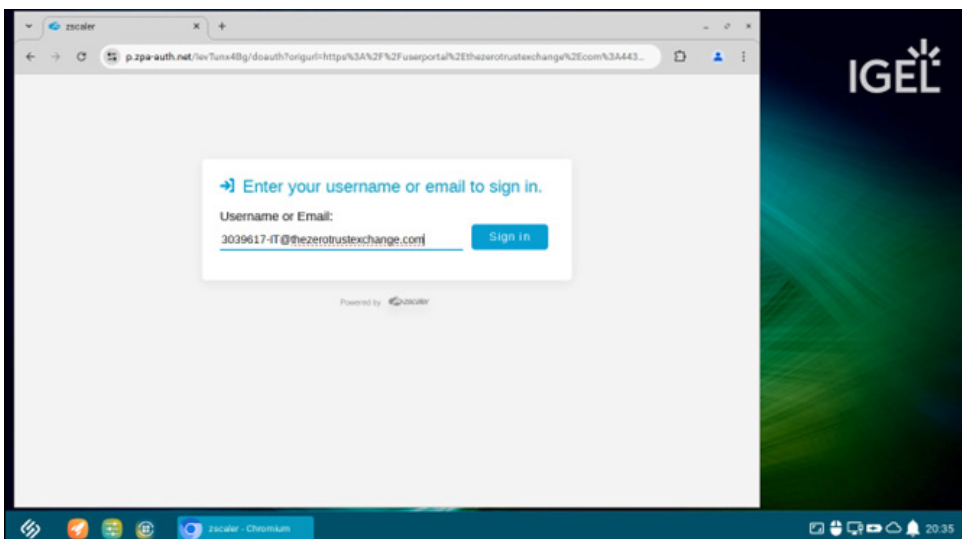 zscaler
p.zpa-auth.net/levTunx4Bg/doauth?origurl=https%3A%2F%2Fuserportal%2Ethezerotrustexchange%2Ecom%3A443...
IGEL
Enter your username or email to sign in.
Username or Email:
3039617-IT@thezerotrustexchange.com
Sign in
Powered by zscaler
zscaler - Chromium
20:35